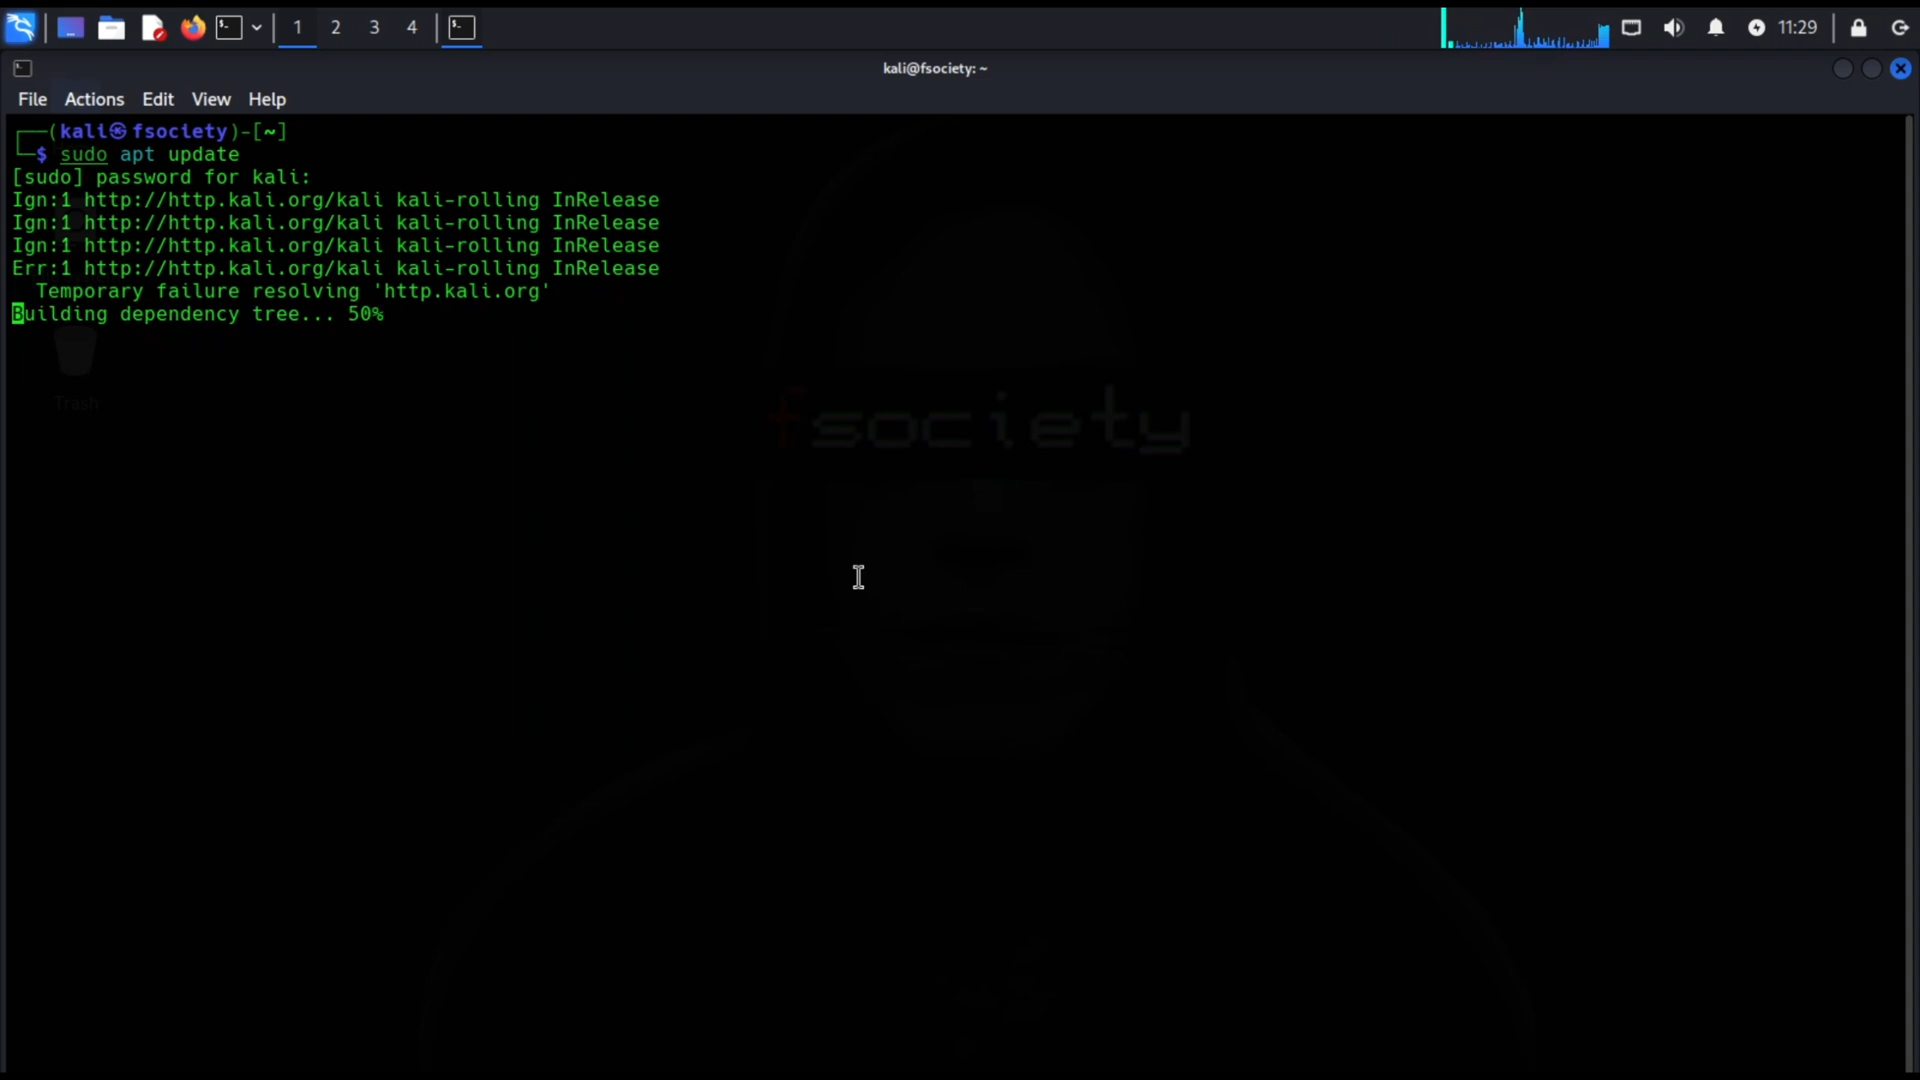 1 2 3 4 11:29
kali@fsociety: ~
File Actions Edit View Help
┌──(kali㉿fsociety)-[~]
└─$ sudo apt update
[sudo] password for kali:
Ign:1 http://http.kali.org/kali kali-rolling InRelease
Ign:1 http://http.kali.org/kali kali-rolling InRelease
Ign:1 http://http.kali.org/kali kali-rolling InRelease
Err:1 http://http.kali.org/kali kali-rolling InRelease
  Temporary failure resolving 'http.kali.org'
Building dependency tree... 50%
Trash
fsociety